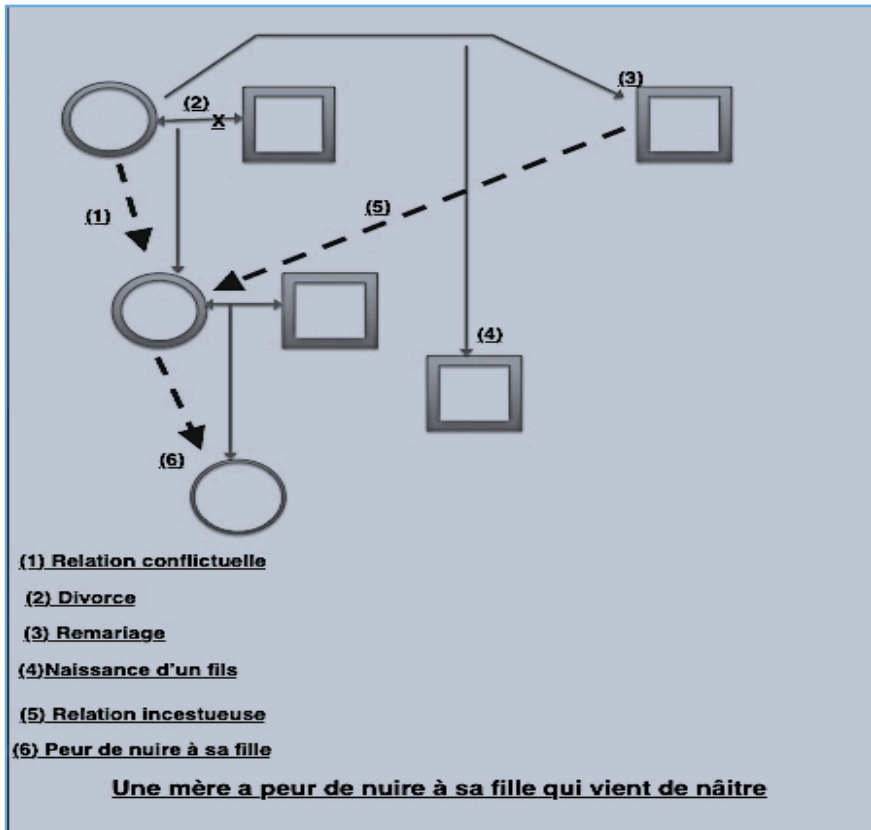 (3)
(2)
X
(5)
(1)
(4)
(6)
(1) Relation conflictuelle
(2) Divorce
(3) Remariage
(4)Naissance d'un fils
(5) Relation incestueuse
(6) Peur de nuire à sa fille
Une mère a peur de nuire à sa fille qui vient de nâitre